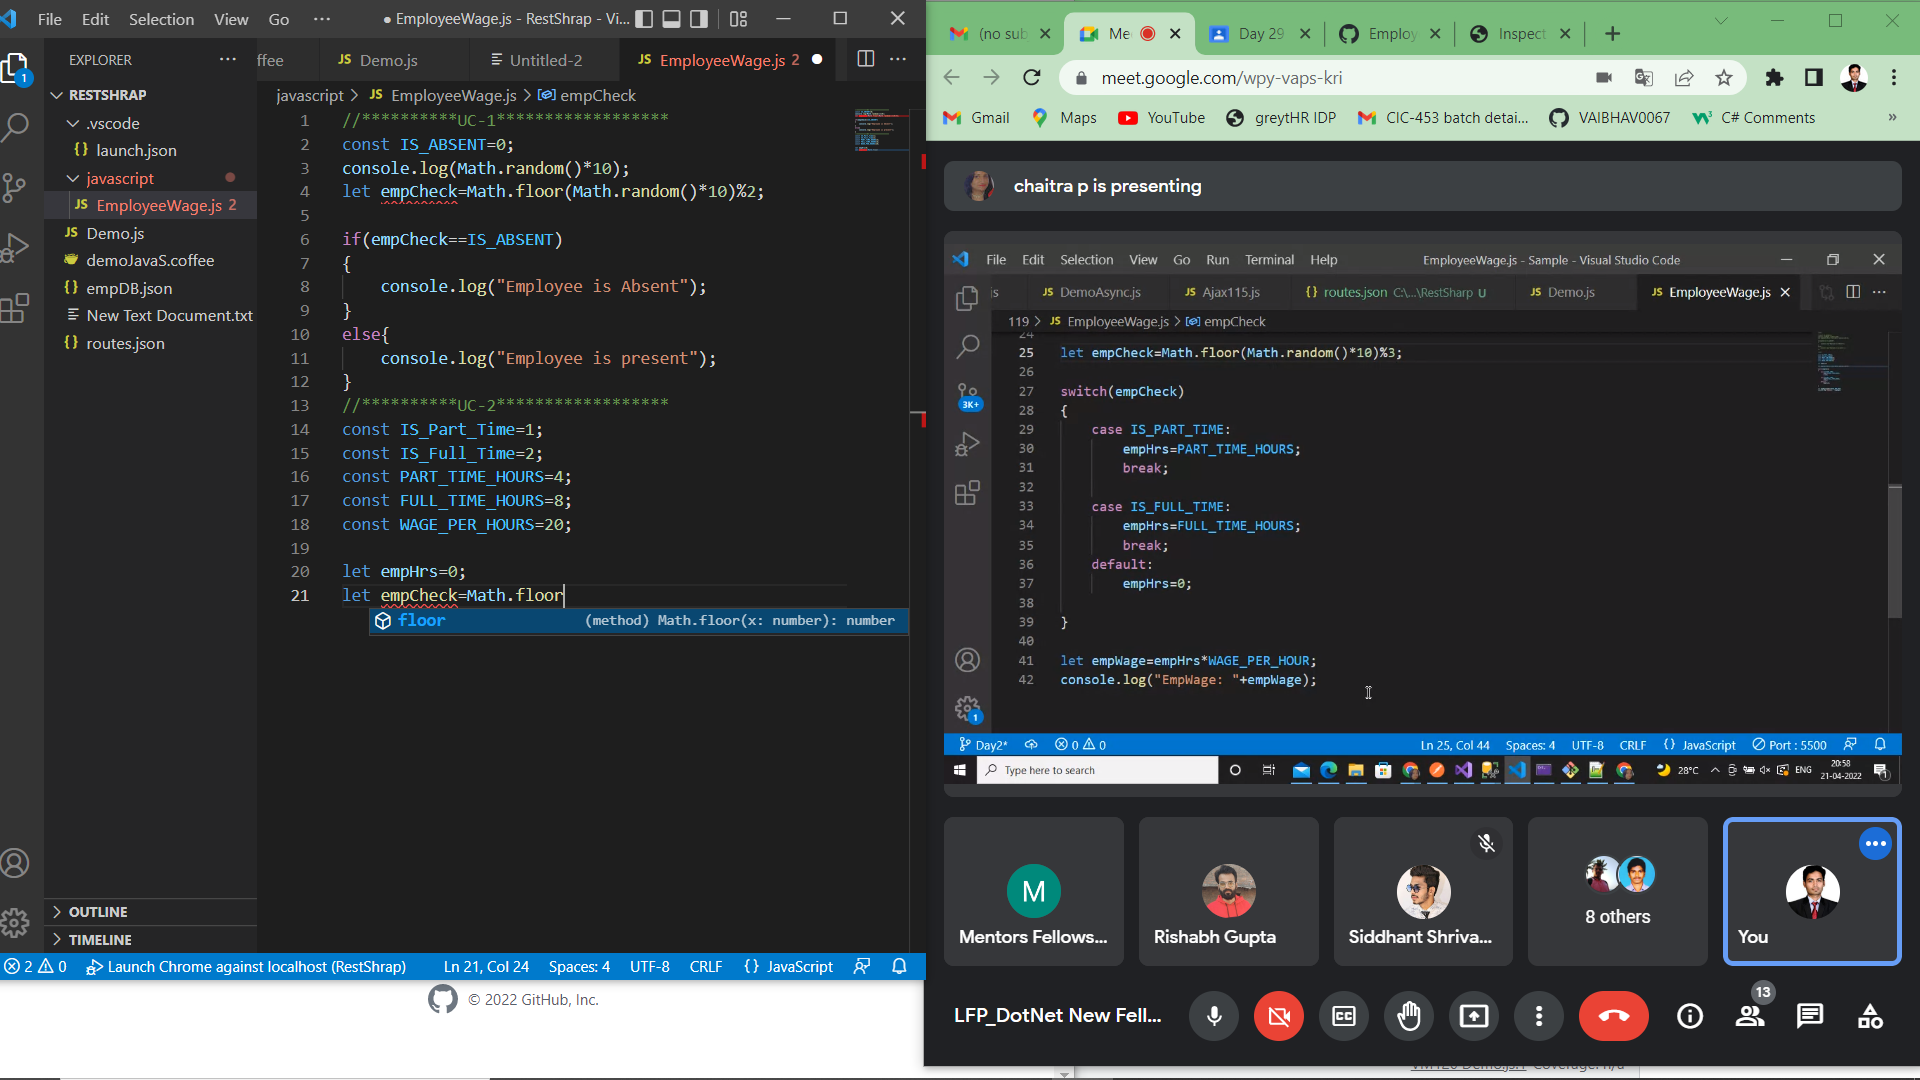 File Edit Selection View Go ··· ● EmployeeWage.js - RestShrap - Vi...
EXPLORER ···
ffee
JS Demo.js
Untitled-2
JS EmployeeWage.js 2
RESTSHRAP
.vscode
{} launch.json
javascript
JS EmployeeWage.js 2
JS Demo.js
demoJavaS.coffee
{} empDB.json
New Text Document.txt
{} routes.json
OUTLINE
TIMELINE
javascript > JS EmployeeWage.js > empCheck
1 //**********UC-1******************
2 const IS_ABSENT=0;
3 console.log(Math.random()*10);
4 let empCheck=Math.floor(Math.random()*10)%2;
5
6 if(empCheck==IS_ABSENT)
7 {
8 console.log("Employee is Absent");
9 }
10 else{
11 console.log("Employee is present");
12 }
13 //**********UC-2******************
14 const IS_Part_Time=1;
15 const IS_Full_Time=2;
16 const PART_TIME_HOURS=4;
17 const FULL_TIME_HOURS=8;
18 const WAGE_PER_HOURS=20;
19
20 let empHrs=0;
21 let empCheck=Math.floor
floor (method) Math.floor(x: number): number
2 0 Launch Chrome against localhost (RestShrap) Ln 21, Col 24 Spaces: 4 UTF-8 CRLF {} JavaScript
© 2022 GitHub, Inc.
(no sub
Me
Day 29
Employ
Inspect
meet.google.com/wpy-vaps-kri
Gmail Maps YouTube greytHR IDP CIC-453 batch detai... VAIBHAV0067 C# Comments »
chaitra p is presenting
File Edit Selection View Go Run Terminal Help EmployeeWage.js - Sample - Visual Studio Code
js JS DemoAsync.js JS Ajax115.js {} routes.json C:\...\RestSharp U JS Demo.js JS EmployeeWage.js
119 > JS EmployeeWage.js > empCheck
24
25 let empCheck=Math.floor(Math.random()*10)%3;
26
27 switch(empCheck)
28 {
29 case IS_PART_TIME:
30 empHrs=PART_TIME_HOURS;
31 break;
32
33 case IS_FULL_TIME:
34 empHrs=FULL_TIME_HOURS;
35 break;
36 default:
37 empHrs=0;
38
39 }
40
41 let empWage=empHrs*WAGE_PER_HOUR;
42 console.log("EmpWage: "+empWage);
3K+
1
Day2* 0 0 Ln 25, Col 44 Spaces: 4 UTF-8 CRLF {} JavaScript Port : 5500
Type here to search 28°C ENG 20:58 21-04-2022
M
Mentors Fellows...
Rishabh Gupta
Siddhant Shriva...
8 others
You
LFP_DotNet New Fell...
13